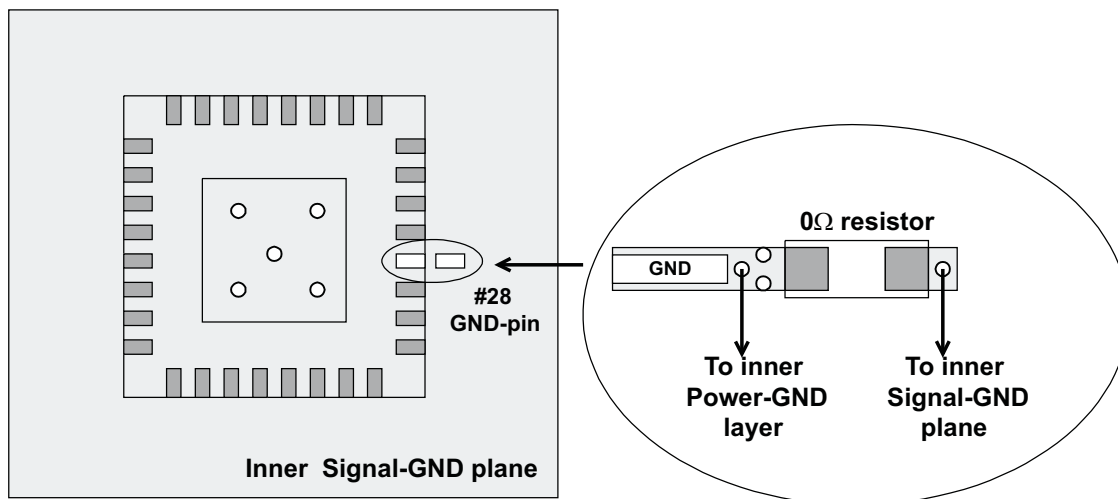 #28
GND-pin
Inner Signal-GND plane
0Ω resistor
GND
To inner
Power-GND
layer
To inner
Signal-GND
plane